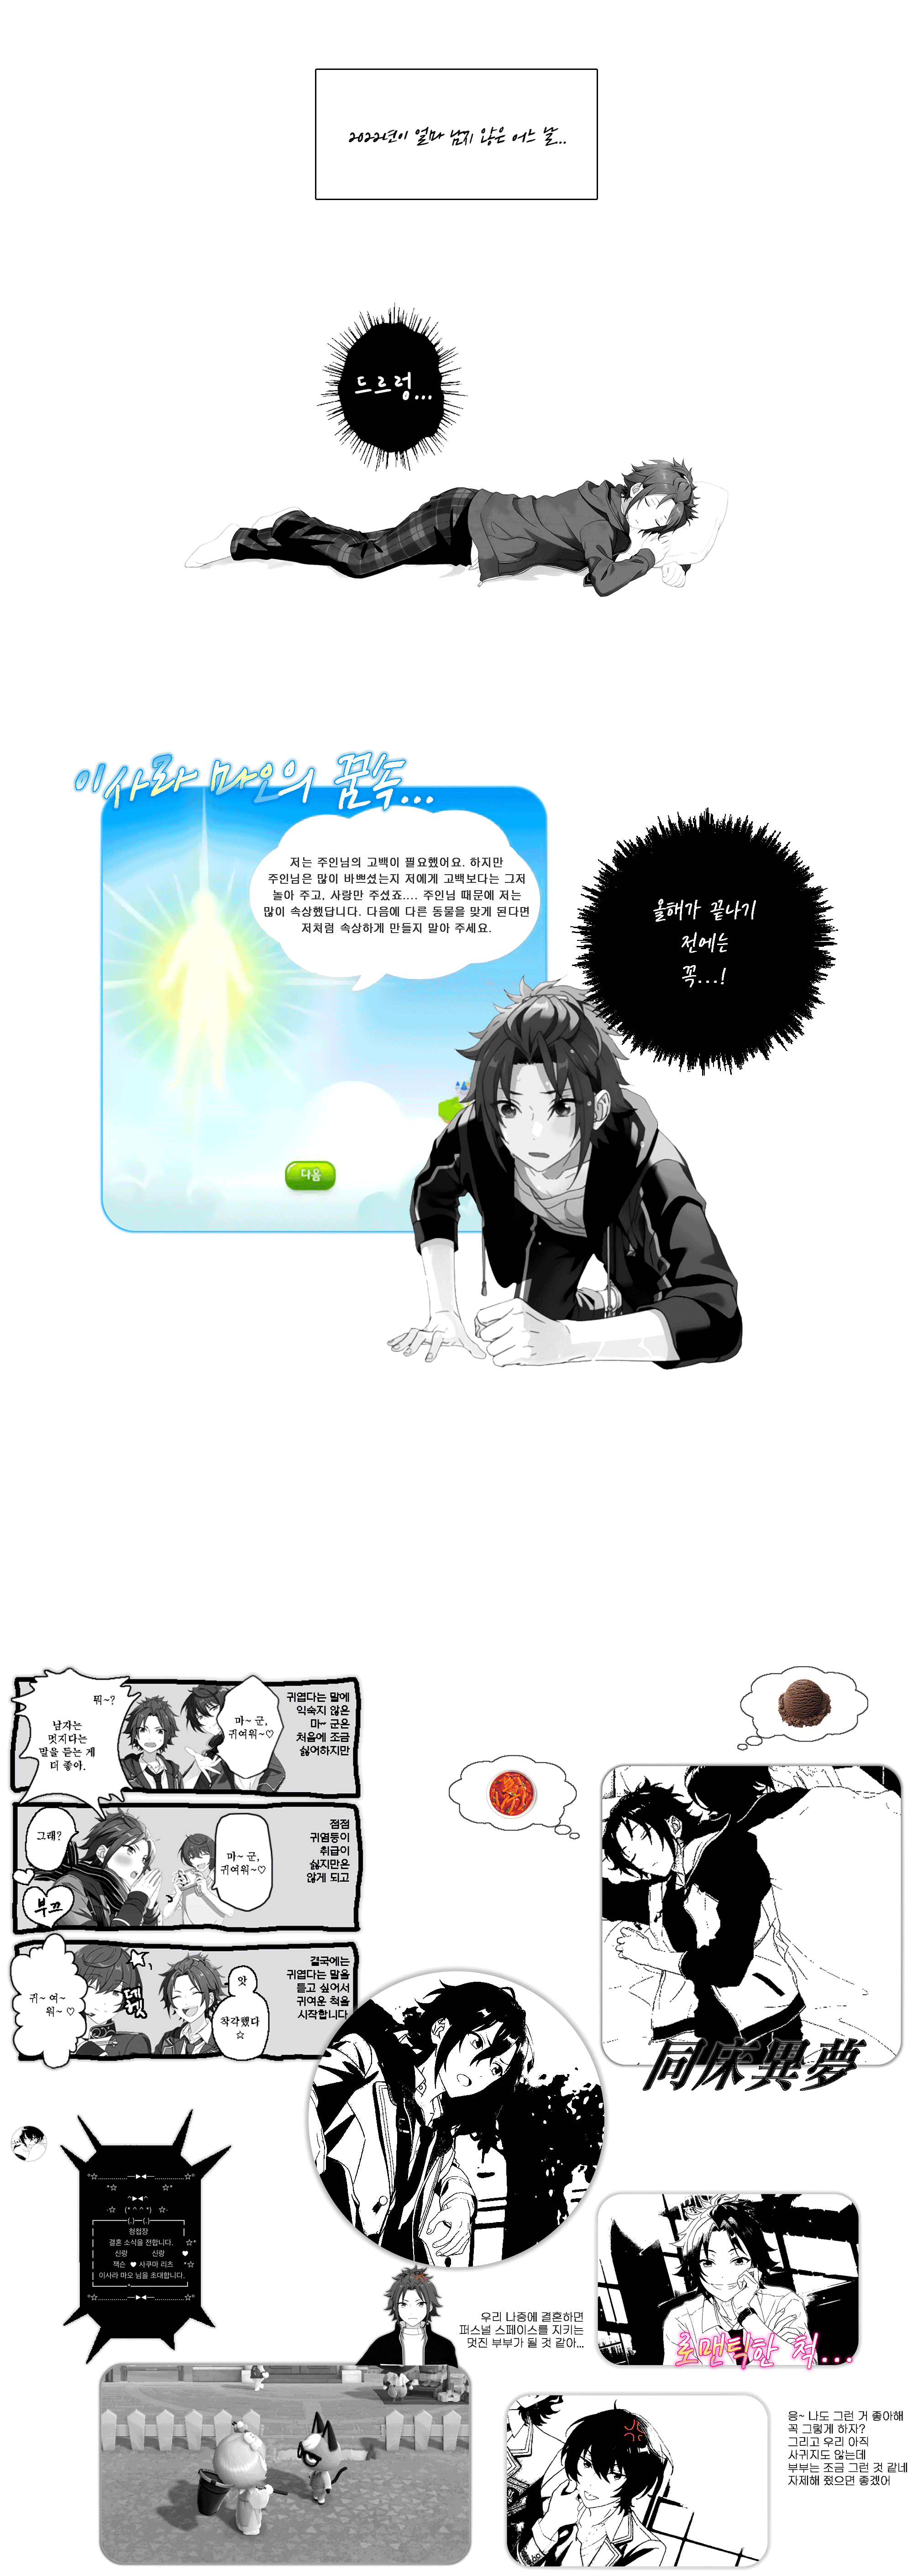 2022년이 얼마 남지 않은 어느 날..
드르렁...
이사라 마오의 꿈속...
저는 주인님의 고백이 필요했어요. 하지만
주인님은 많이 바쁘셨는지 저에게 고백보다는 그저
놀아 주고, 사랑만 주셨죠.... 주인님 때문에 저는
많이 속상했답니다. 다음에 다른 동물을 맞게 된다면
저처럼 속상하게 만들지 말아 주세요.
다음
올해가 끝나기
전에는
꼭...!
귀엽다는 말에
익숙지 않은
마~ 군은
처음에 조금
싫어하지만
마~ 군,
귀여워~♡
뭐~?
남자는
멋지다는
말을 듣는 게
더 좋아.
점점
귀염둥이
취급이
싫지만은
않게 되고
마~ 군,
귀여워~♡
그래?
부끄
결국에는
귀엽다는 말을
듣고 싶어서
귀여운 척을
시작합니다.
앗
착각했다
☆
귀~ 여~
워~ ♡
同床異夢
청첩장
결혼 소식을 전합니다.
신랑 신랑
잭슨 ♥ 사쿠마 리츠
이사라 마오 님을 초대합니다.
우리 나중에 결혼하면
퍼스널 스페이스를 지키는
멋진 부부가 될 것 같아...
로맨틱한 척...
응~ 나도 그런 거 좋아해
꼭 그렇게 하자?
그리고 우리 아직
사귀지도 않는데
부부는 조금 그런 것 같네
자제해 줬으면 좋겠어